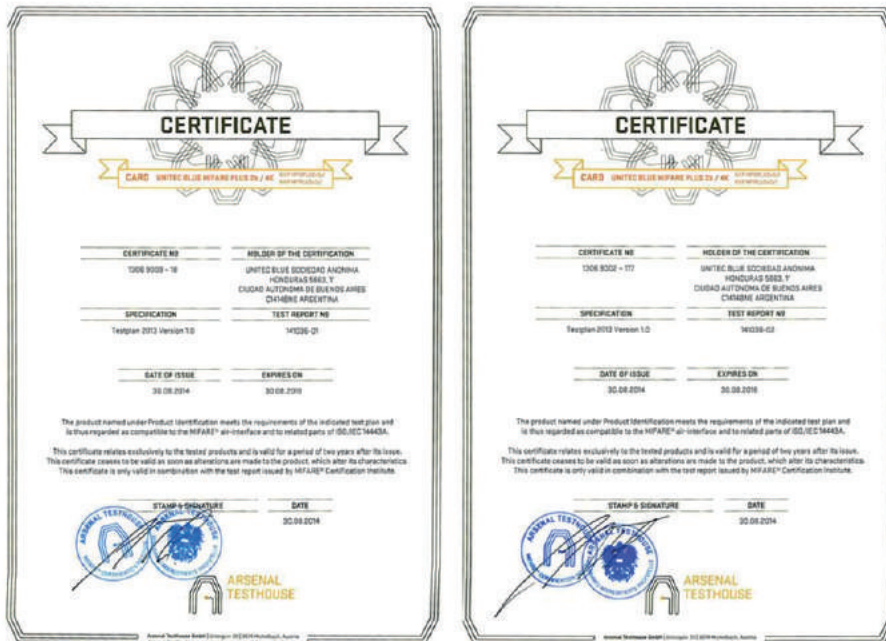 CERTIFICATE
CARD UNITEC BLUE MIFARE PLUS 2k / 4K
CERTIFICATE NO
HOLDER OF THE CERTIFICATION
UNITEC BLUE SOCIEDAD ANONIMA
HONDURAS 5663, Y
CIUDAD AUTONOMA DE BUENOS AIRES
C1414BNE ARGENTINA
SPECIFICATION
TEST REPORT NO
Testplan 2013 Version 1.0
141036-01
DATE OF ISSUE
EXPIRES ON
30.08.2014
The product named under Product Identification meets the requirements of the indicated test plan and
is thus regarded as compatible to the MIFARE® air-interface and to related parts of ISO/IEC 14443A.
This certificate relates exclusively to the tested products and is valid for a period of two years after its issue.
This certificate ceases to be valid as soon as alterations are made to the product, which alter its characteristics.
This certificate is only valid in combination with the test report issued by MIFARE® Certification Institute.
STAMP & SIGNATURE
DATE
30.08.2014
ARSENAL TESTHOUSE
ARSENAL
TESTHOUSE
Arsenal Testhouse GmbH
CERTIFICATE
CARD UNITEC BLUE MIFARE PLUS 2k / 4K
CERTIFICATE NO
HOLDER OF THE CERTIFICATION
UNITEC BLUE SOCIEDAD ANONIMA
HONDURAS 5663, Y
CIUDAD AUTONOMA DE BUENOS AIRES
C1414BNE ARGENTINA
SPECIFICATION
TEST REPORT NO
Testplan 2013 Version 1.0
141036-02
DATE OF ISSUE
EXPIRES ON
30.08.2014
The product named under Product Identification meets the requirements of the indicated test plan and
is thus regarded as compatible to the MIFARE® air-interface and to related parts of ISO/IEC 14443A.
This certificate relates exclusively to the tested products and is valid for a period of two years after its issue.
This certificate ceases to be valid as soon as alterations are made to the product, which alter its characteristics.
This certificate is only valid in combination with the test report issued by MIFARE® Certification Institute.
STAMP & SIGNATURE
DATE
30.08.2014
ARSENAL TESTHOUSE
ARSENAL
TESTHOUSE
Arsenal Testhouse GmbH